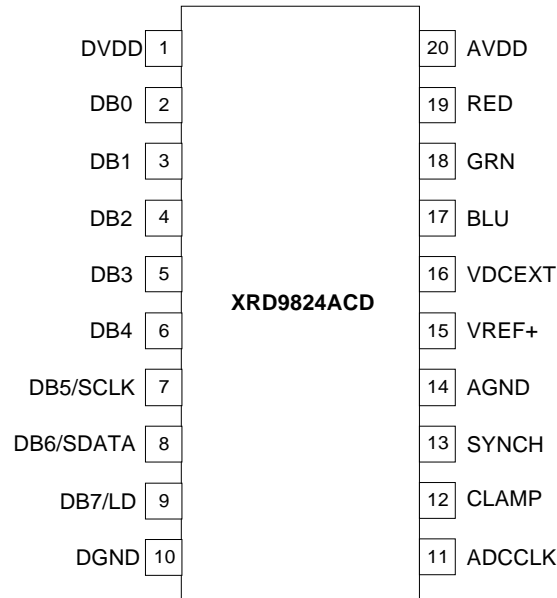 DVDD 1 20 AVDD
DB0 2 19 RED
DB1 3 18 GRN
DB2 4 17 BLU
DB3 5 16 VDCEXT
XRD9824ACD
DB4 6 15 VREF+
DB5/SCLK 7 14 AGND
DB6/SDATA 8 13 SYNCH
DB7/LD 9 12 CLAMP
DGND 10 11 ADCCLK